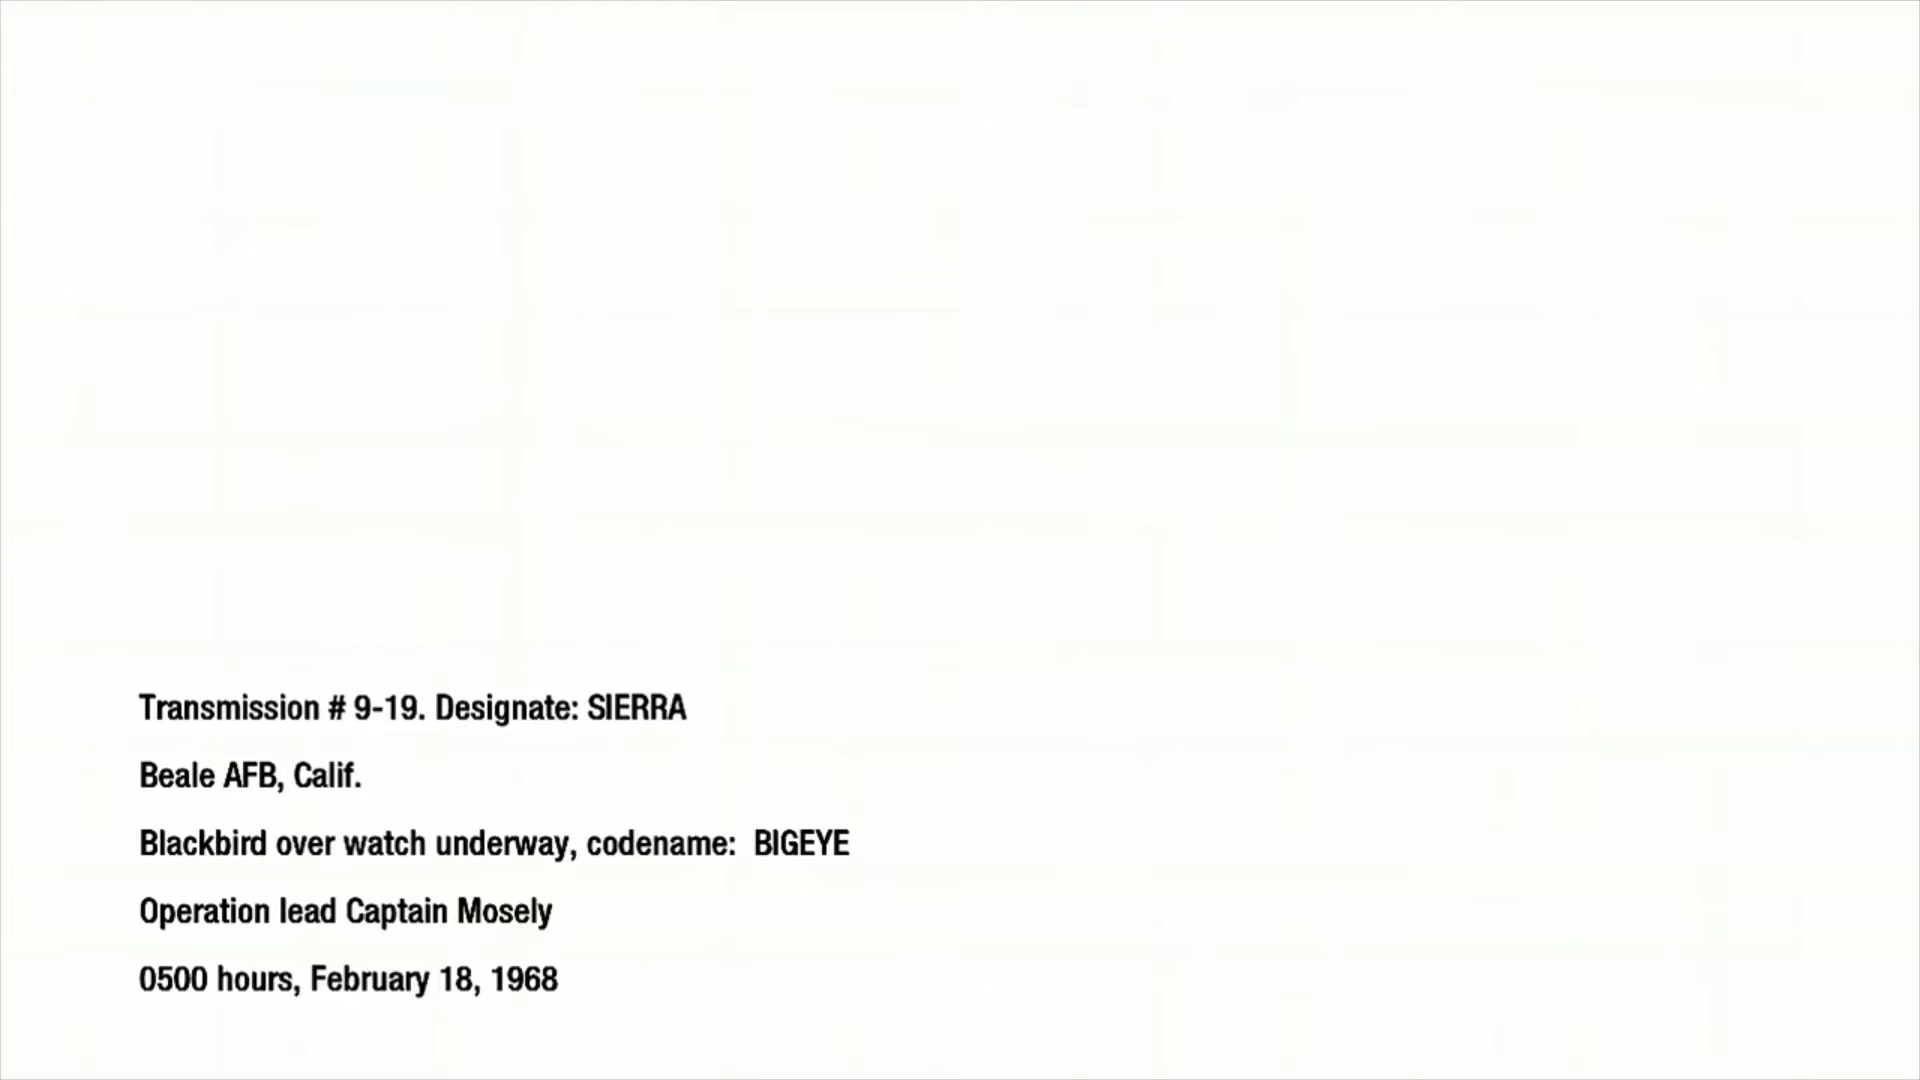 Transmission # 9-19. Designate: SIERRA
Beale AFB, Calif.
Blackbird over watch underway, codename:  BIGEYE
Operation lead Captain Mosely
0500 hours, February 18, 1968